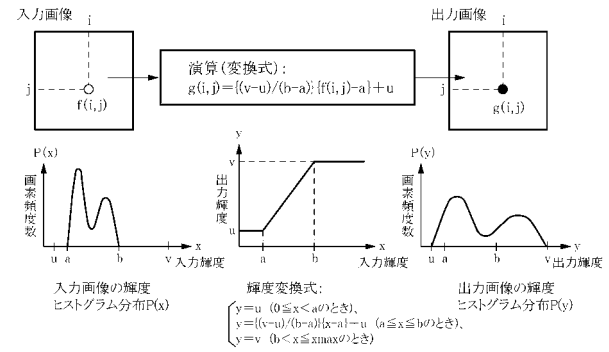 入力画像
i
j
f(i,j)
演算(変換式):
g(i,j)={(v-u)/(b-a)}{f(i,j)-a}+u
出力画像
i
j
g(i,j)
P(x)
画素頻度数
u a b v
x
入力輝度
入力画像の輝度
ヒストグラム分布P(x)
y
出力輝度
v
u
a b
x
入力輝度
輝度変換式:
y=u (0≦x<aのとき)、
y={(v-u)/(b-a)}{x-a}+u (a≦x≦bのとき)、
y=v (b<x≦xmaxのとき)
P(y)
画素頻度数
u a b v
y
出力輝度
出力画像の輝度
ヒストグラム分布P(y)